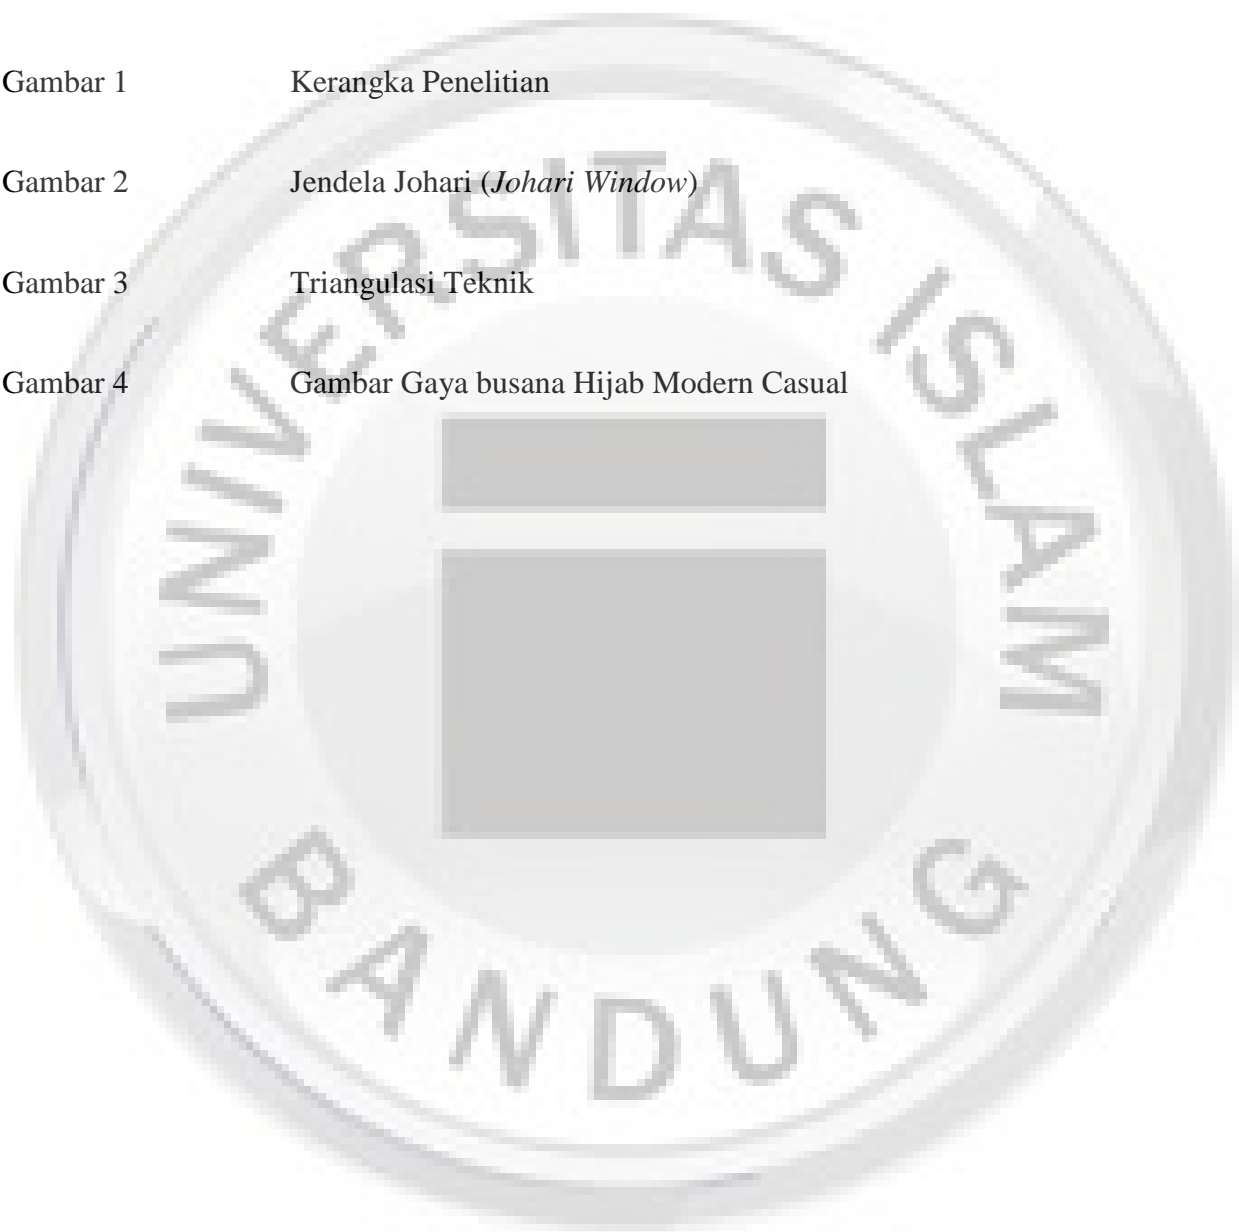 Gambar 1 Kerangka Penelitian
Gambar 2 Jendela Johari (Johari Window)
Gambar 3 Triangulasi Teknik
Gambar 4 Gambar Gaya busana Hijab Modern Casual
UNIVERSITAS ISLAM
BANDUNG